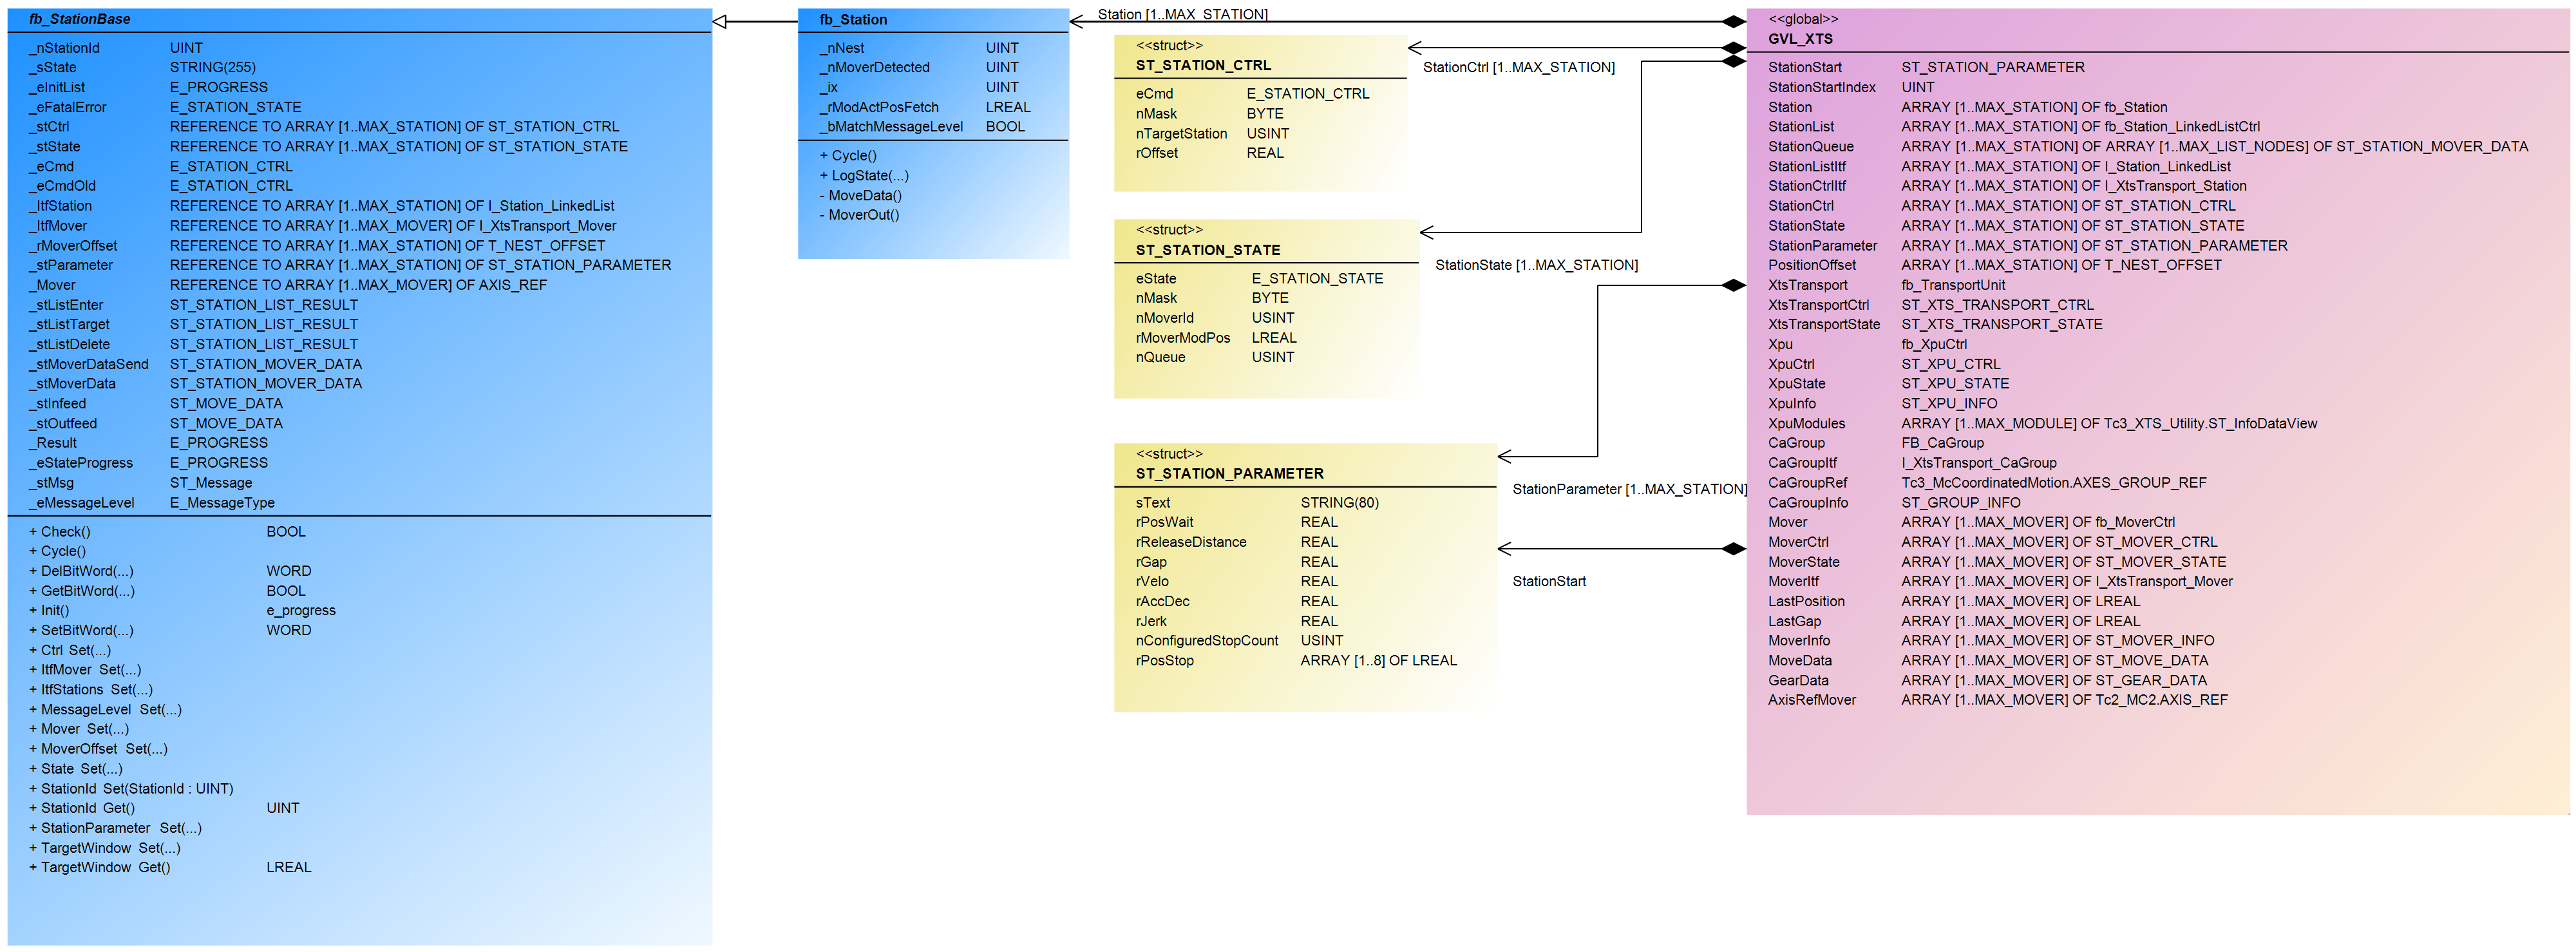 fb_StationBase
_nStationId UINT
_sState STRING(255)
_eInitList E_PROGRESS
_eFatalError E_STATION_STATE
_stCtrl REFERENCE TO ARRAY [1..MAX_STATION] OF ST_STATION_CTRL
_stState REFERENCE TO ARRAY [1..MAX_STATION] OF ST_STATION_STATE
_eCmd E_STATION_CTRL
_eCmdOld E_STATION_CTRL
_ItfStation REFERENCE TO ARRAY [1..MAX_STATION] OF I_Station_LinkedList
_ItfMover REFERENCE TO ARRAY [1..MAX_MOVER] OF I_XtsTransport_Mover
_rMoverOffset REFERENCE TO ARRAY [1..MAX_STATION] OF T_NEST_OFFSET
_stParameter REFERENCE TO ARRAY [1..MAX_STATION] OF ST_STATION_PARAMETER
_Mover REFERENCE TO ARRAY [1..MAX_MOVER] OF AXIS_REF
_stListEnter ST_STATION_LIST_RESULT
_stListTarget ST_STATION_LIST_RESULT
_stListDelete ST_STATION_LIST_RESULT
_stMoverDataSend ST_STATION_MOVER_DATA
_stMoverData ST_STATION_MOVER_DATA
_stInfeed ST_MOVE_DATA
_stOutfeed ST_MOVE_DATA
_Result E_PROGRESS
_eStateProgress E_PROGRESS
_stMsg ST_Message
_eMessageLevel E_MessageType
+ Check() BOOL
+ Cycle()
+ DelBitWord(...) WORD
+ GetBitWord(...) BOOL
+ Init() e_progress
+ SetBitWord(...) WORD
+ Ctrl Set(...)
+ ItfMover Set(...)
+ ItfStations Set(...)
+ MessageLevel Set(...)
+ Mover Set(...)
+ MoverOffset Set(...)
+ State Set(...)
+ StationId Set(StationId : UINT)
+ StationId Get() UINT
+ StationParameter Set(...)
+ TargetWindow Set(...)
+ TargetWindow Get() LREAL
fb_Station
_nNest UINT
_nMoverDetected UINT
_ix UINT
_rModActPosFetch LREAL
_bMatchMessageLevel BOOL
+ Cycle()
+ LogState(...)
- MoveData()
- MoverOut()
Station [1..MAX_STATION]
<<struct>>
ST_STATION_CTRL
eCmd E_STATION_CTRL
nMask BYTE
nTargetStation USINT
rOffset REAL
StationCtrl [1..MAX_STATION]
<<struct>>
ST_STATION_STATE
eState E_STATION_STATE
nMask BYTE
nMoverId USINT
rMoverModPos LREAL
nQueue USINT
StationState [1..MAX_STATION]
<<struct>>
ST_STATION_PARAMETER
sText STRING(80)
rPosWait REAL
rReleaseDistance REAL
rGap REAL
rVelo REAL
rAccDec REAL
rJerk REAL
nConfiguredStopCount USINT
rPosStop ARRAY [1..8] OF LREAL
StationParameter [1..MAX_STATION]
StationStart
<<global>>
GVL_XTS
StationStart ST_STATION_PARAMETER
StationStartIndex UINT
Station ARRAY [1..MAX_STATION] OF fb_Station
StationList ARRAY [1..MAX_STATION] OF fb_Station_LinkedListCtrl
StationQueue ARRAY [1..MAX_STATION] OF ARRAY [1..MAX_LIST_NODES] OF ST_STATION_MOVER_DATA
StationListItf ARRAY [1..MAX_STATION] OF I_Station_LinkedList
StationCtrlItf ARRAY [1..MAX_STATION] OF I_XtsTransport_Station
StationCtrl ARRAY [1..MAX_STATION] OF ST_STATION_CTRL
StationState ARRAY [1..MAX_STATION] OF ST_STATION_STATE
StationParameter ARRAY [1..MAX_STATION] OF ST_STATION_PARAMETER
PositionOffset ARRAY [1..MAX_STATION] OF T_NEST_OFFSET
XtsTransport fb_TransportUnit
XtsTransportCtrl ST_XTS_TRANSPORT_CTRL
XtsTransportState ST_XTS_TRANSPORT_STATE
Xpu fb_XpuCtrl
XpuCtrl ST_XPU_CTRL
XpuState ST_XPU_STATE
XpuInfo ST_XPU_INFO
XpuModules ARRAY [1..MAX_MODULE] OF Tc3_XTS_Utility.ST_InfoDataView
CaGroup FB_CaGroup
CaGroupItf I_XtsTransport_CaGroup
CaGroupRef Tc3_McCoordinatedMotion.AXES_GROUP_REF
CaGroupInfo ST_GROUP_INFO
Mover ARRAY [1..MAX_MOVER] OF fb_MoverCtrl
MoverCtrl ARRAY [1..MAX_MOVER] OF ST_MOVER_CTRL
MoverState ARRAY [1..MAX_MOVER] OF ST_MOVER_STATE
MoverItf ARRAY [1..MAX_MOVER] OF I_XtsTransport_Mover
LastPosition ARRAY [1..MAX_MOVER] OF LREAL
LastGap ARRAY [1..MAX_MOVER] OF LREAL
MoverInfo ARRAY [1..MAX_MOVER] OF ST_MOVER_INFO
MoveData ARRAY [1..MAX_MOVER] OF ST_MOVE_DATA
GearData ARRAY [1..MAX_MOVER] OF ST_GEAR_DATA
AxisRefMover ARRAY [1..MAX_MOVER] OF Tc2_MC2.AXIS_REF